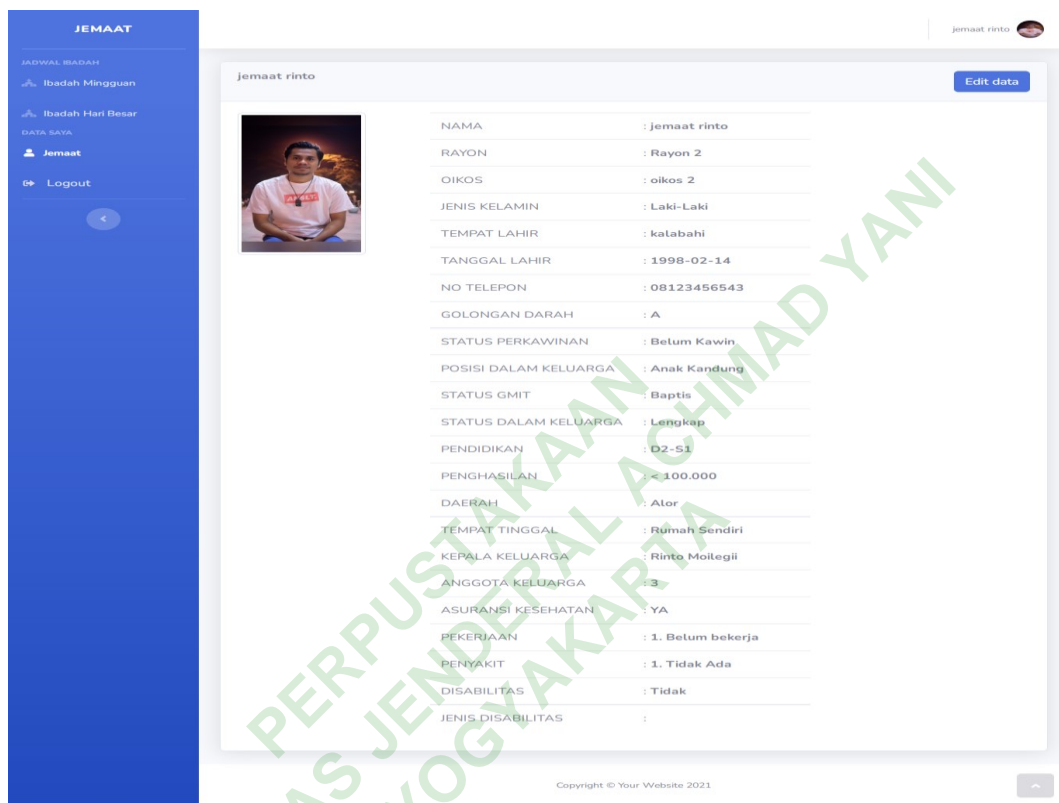 JEMAAT
jemaat rinto
JADWAL IBADAH
Ibadah Mingguan
Ibadah Hari Besar
DATA SAYA
Jemaat
Logout
jemaat rinto
Edit data
NAMA : jemaat rinto
RAYON : Rayon 2
OIKOS : oikos 2
JENIS KELAMIN : Laki-Laki
TEMPAT LAHIR : kalabahi
TANGGAL LAHIR : 1998-02-14
NO TELEPON : 08123456543
GOLONGAN DARAH : A
STATUS PERKAWINAN : Belum Kawin
POSISI DALAM KELUARGA : Anak Kandung
STATUS GMIT : Baptis
STATUS DALAM KELUARGA : Lengkap
PENDIDIKAN : D2-S1
PENGHASILAN : < 100.000
DAERAH : Alor
TEMPAT TINGGAL : Rumah Sendiri
KEPALA KELUARGA : Rinto Moilegii
ANGGOTA KELUARGA : 3
ASURANSI KESEHATAN : YA
PEKERJAAN : 1. Belum bekerja
PENYAKIT : 1. Tidak Ada
DISABILITAS : Tidak
JENIS DISABILITAS :
Copyright © Your Website 2021
PERPUSTAKAAN
AS JENDERAL ACHMAD YANI
YOGYAKARTA